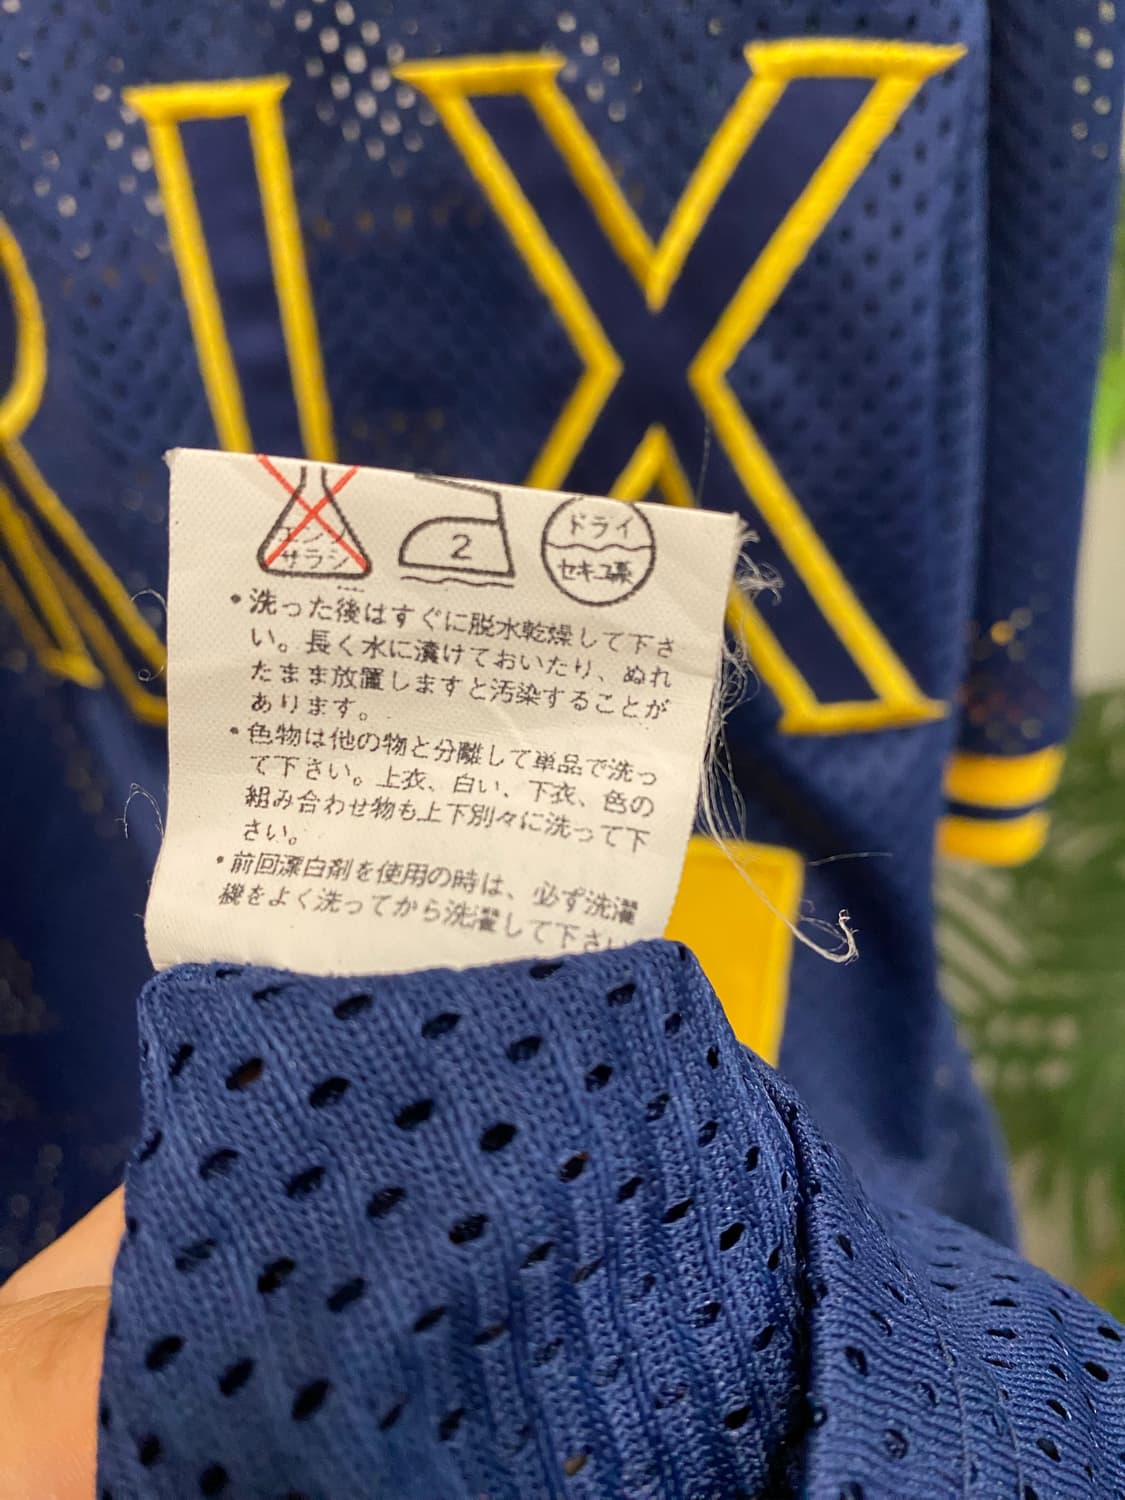 RIX
エンソ
サラシ
2
ドライ
セキユ系
・洗った後はすぐに脱水乾燥して下さ
い。長く水に漬けておいたり、ぬれ
たまま放置しますと汚染することが
あります。
・色物は他の物と分離して単品で洗っ
て下さい。上衣、白い、下衣、色の
組み合わせ物も上下別々に洗って下
さい。
・前回漂白剤を使用の時は、必ず洗濯
機をよく洗ってから洗濯して下さい